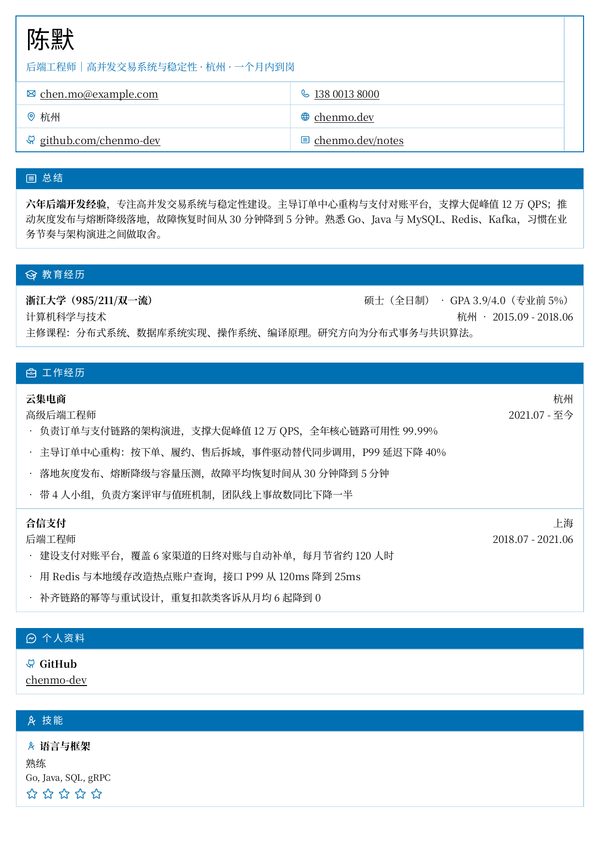 陈默
后端工程师｜高并发交易系统与稳定性 · 杭州 · 一个月内到岗
chen.mo@example.com
138 0013 8000
杭州
chenmo.dev
github.com/chenmo-dev
chenmo.dev/notes
总结
六年后端开发经验，专注高并发交易系统与稳定性建设。主导订单中心重构与支付对账平台，支撑大促峰值 12 万 QPS；推
动灰度发布与熔断降级落地，故障恢复时间从 30 分钟降到 5 分钟。熟悉 Go、Java 与 MySQL、Redis、Kafka，习惯在业
务节奏与架构演进之间做取舍。
教育经历
浙江大学（985/211/双一流） 硕士（全日制） · GPA 3.9/4.0（专业前 5%）
计算机科学与技术 杭州 · 2015.09 - 2018.06
主修课程：分布式系统、数据库系统实现、操作系统、编译原理。研究方向为分布式事务与共识算法。
工作经历
云集电商 杭州
高级后端工程师 2021.07 - 至今
· 负责订单与支付链路的架构演进，支撑大促峰值 12 万 QPS，全年核心链路可用性 99.99%
· 主导订单中心重构：按下单、履约、售后拆域，事件驱动替代同步调用，P99 延迟下降 40%
· 落地灰度发布、熔断降级与容量压测，故障平均恢复时间从 30 分钟降到 5 分钟
· 带 4 人小组，负责方案评审与值班机制，团队线上事故数同比下降一半
合信支付 上海
后端工程师 2018.07 - 2021.06
· 建设支付对账平台，覆盖 6 家渠道的日终对账与自动补单，每月节省约 120 人时
· 用 Redis 与本地缓存改造热点账户查询，接口 P99 从 120ms 降到 25ms
· 补齐链路的幂等与重试设计，重复扣款类客诉从月均 6 起降到 0
个人资料
GitHub
chenmo-dev
技能
语言与框架
熟练
Go, Java, SQL, gRPC